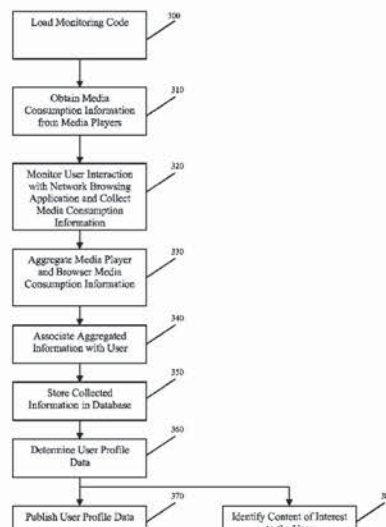 300
Load Monitoring Code
310
Obtain Media
Consumption Information
from Media Players
320
Monitor User Interaction
with Network Browsing
Application and Collect
Media Consumption
Information
330
Aggregate Media Player
and Browser Media
Consumption Information
340
Associate Aggregated
Information with User
350
Store Collected
Information in Database
360
Determine User Profile
Data
370
Publish User Profile Data
Identify Content of Interest